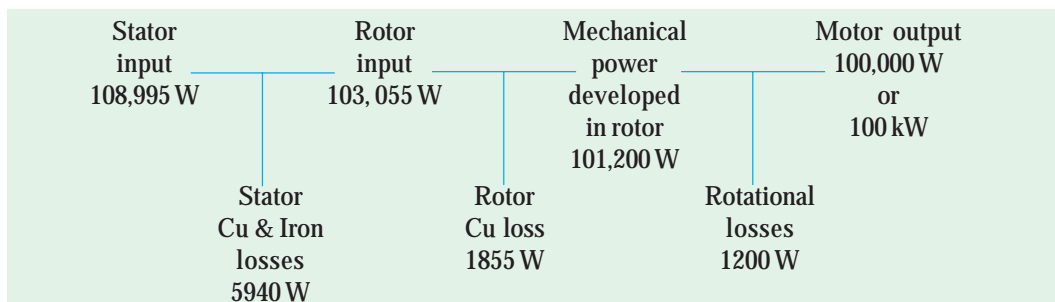 Stator
input
108,995 W
Rotor
input
103, 055 W
Mechanical
power
developed
in rotor
101,200 W
Motor output
100,000 W
or
100 kW
Stator
Cu & Iron
losses
5940 W
Rotor
Cu loss
1855 W
Rotational
losses
1200 W